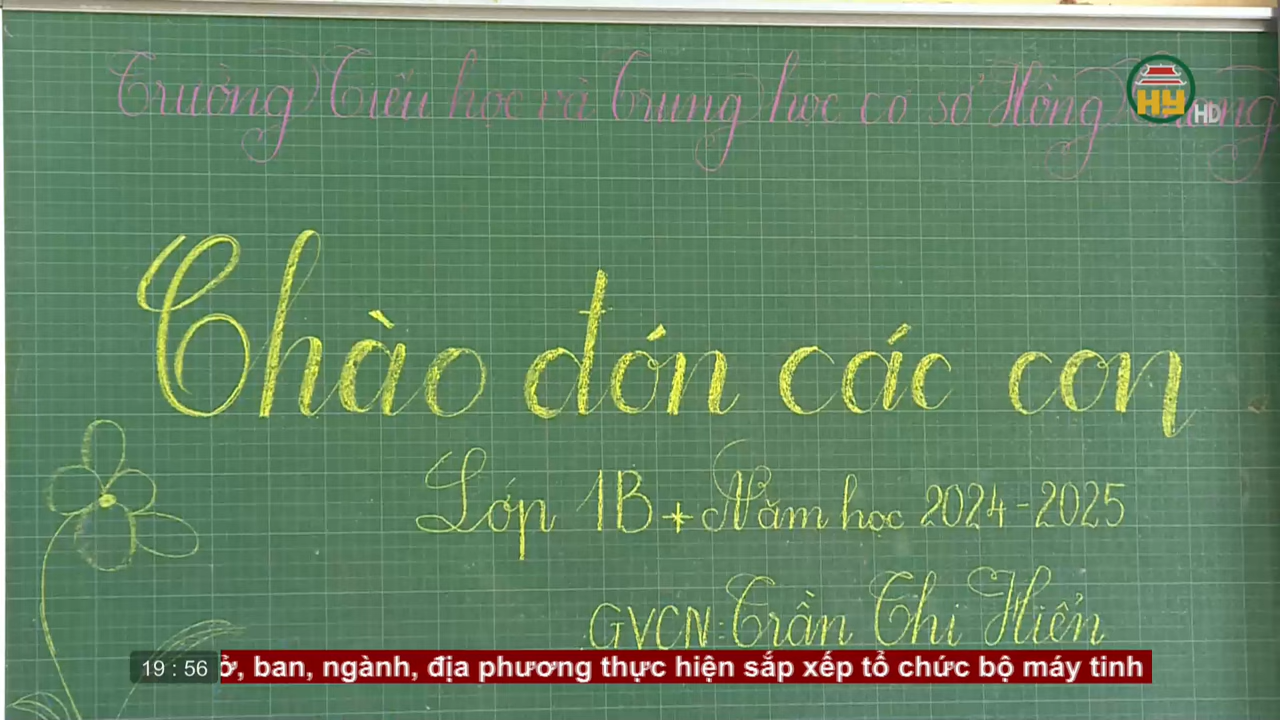 Trường Tiểu học và Trung học cơ sở Hồng
HY HD
Chào đón các con
Lớp 1B * Năm học 2024-2025
GVCN: Trần Thị Hiển
19 : 56
ở, ban, ngành, địa phương thực hiện sắp xếp tổ chức bộ máy tinh